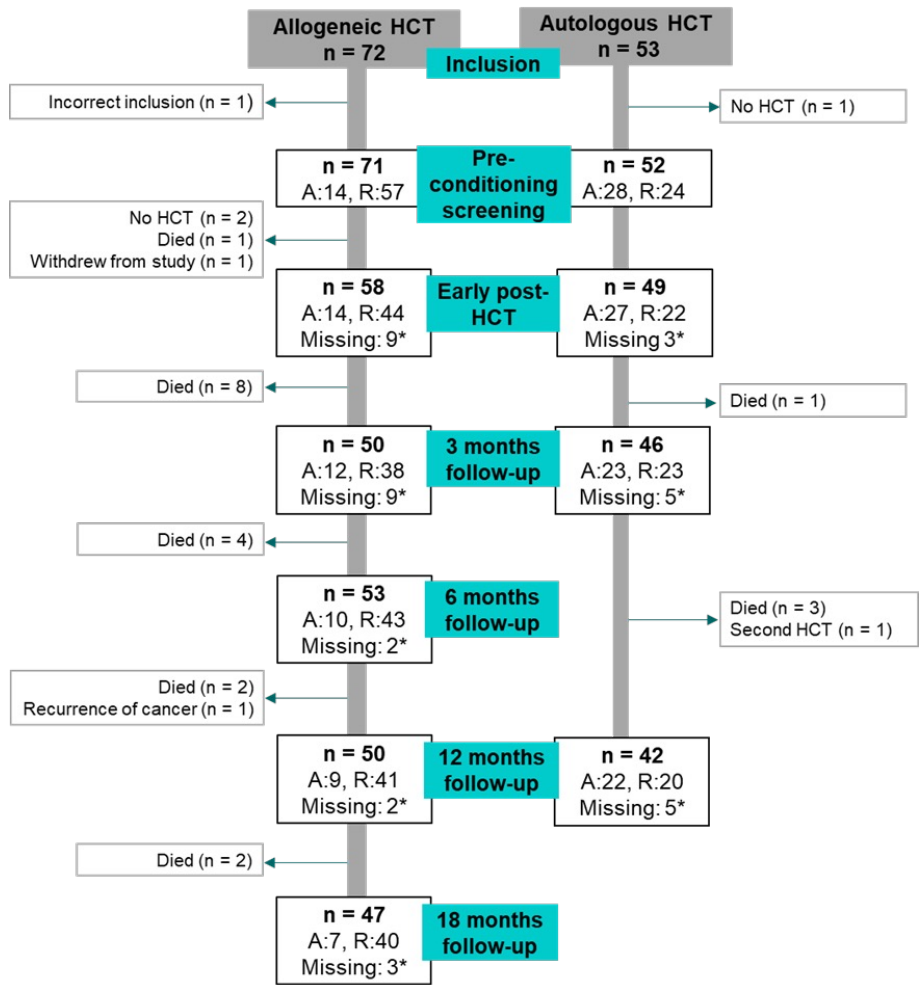 Allogeneic HCT
n = 72
Autologous HCT
n = 53
Inclusion
Incorrect inclusion (n = 1)
No HCT (n = 1)
n = 71
A:14, R:57
Pre-
conditioning
screening
n = 52
A:28, R:24
No HCT (n = 2)
Died (n = 1)
Withdrew from study (n = 1)
n = 58
A:14, R:44
Missing: 9*
Early post-
HCT
n = 49
A:27, R:22
Missing 3*
Died (n = 8)
Died (n = 1)
n = 50
A:12, R:38
Missing: 9*
3 months
follow-up
n = 46
A:23, R:23
Missing: 5*
Died (n = 4)
n = 53
A:10, R:43
Missing: 2*
6 months
follow-up
Died (n = 3)
Second HCT (n = 1)
Died (n = 2)
Recurrence of cancer (n = 1)
n = 50
A:9, R:41
Missing: 2*
12 months
follow-up
n = 42
A:22, R:20
Missing: 5*
Died (n = 2)
n = 47
A:7, R:40
Missing: 3*
18 months
follow-up